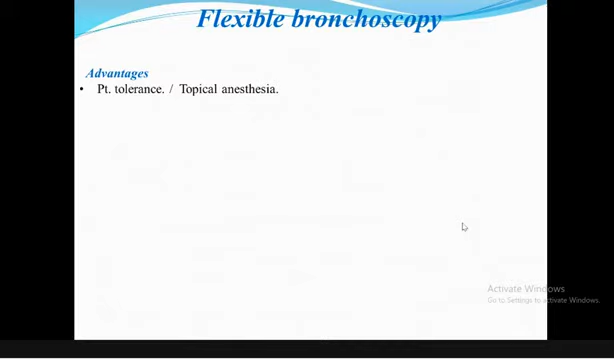 Flexible bronchoscopy
Advantages
• Pt. tolerance. / Topical anesthesia.
Activate Windows
Go to Settings to activate Windows.